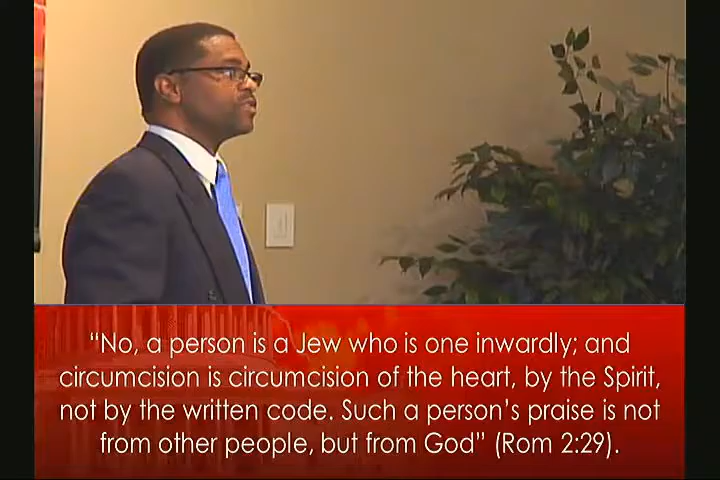 “No, a person is a Jew who is one inwardly; and
circumcision is circumcision of the heart, by the Spirit,
not by the written code. Such a person’s praise is not
from other people, but from God” (Rom 2:29).